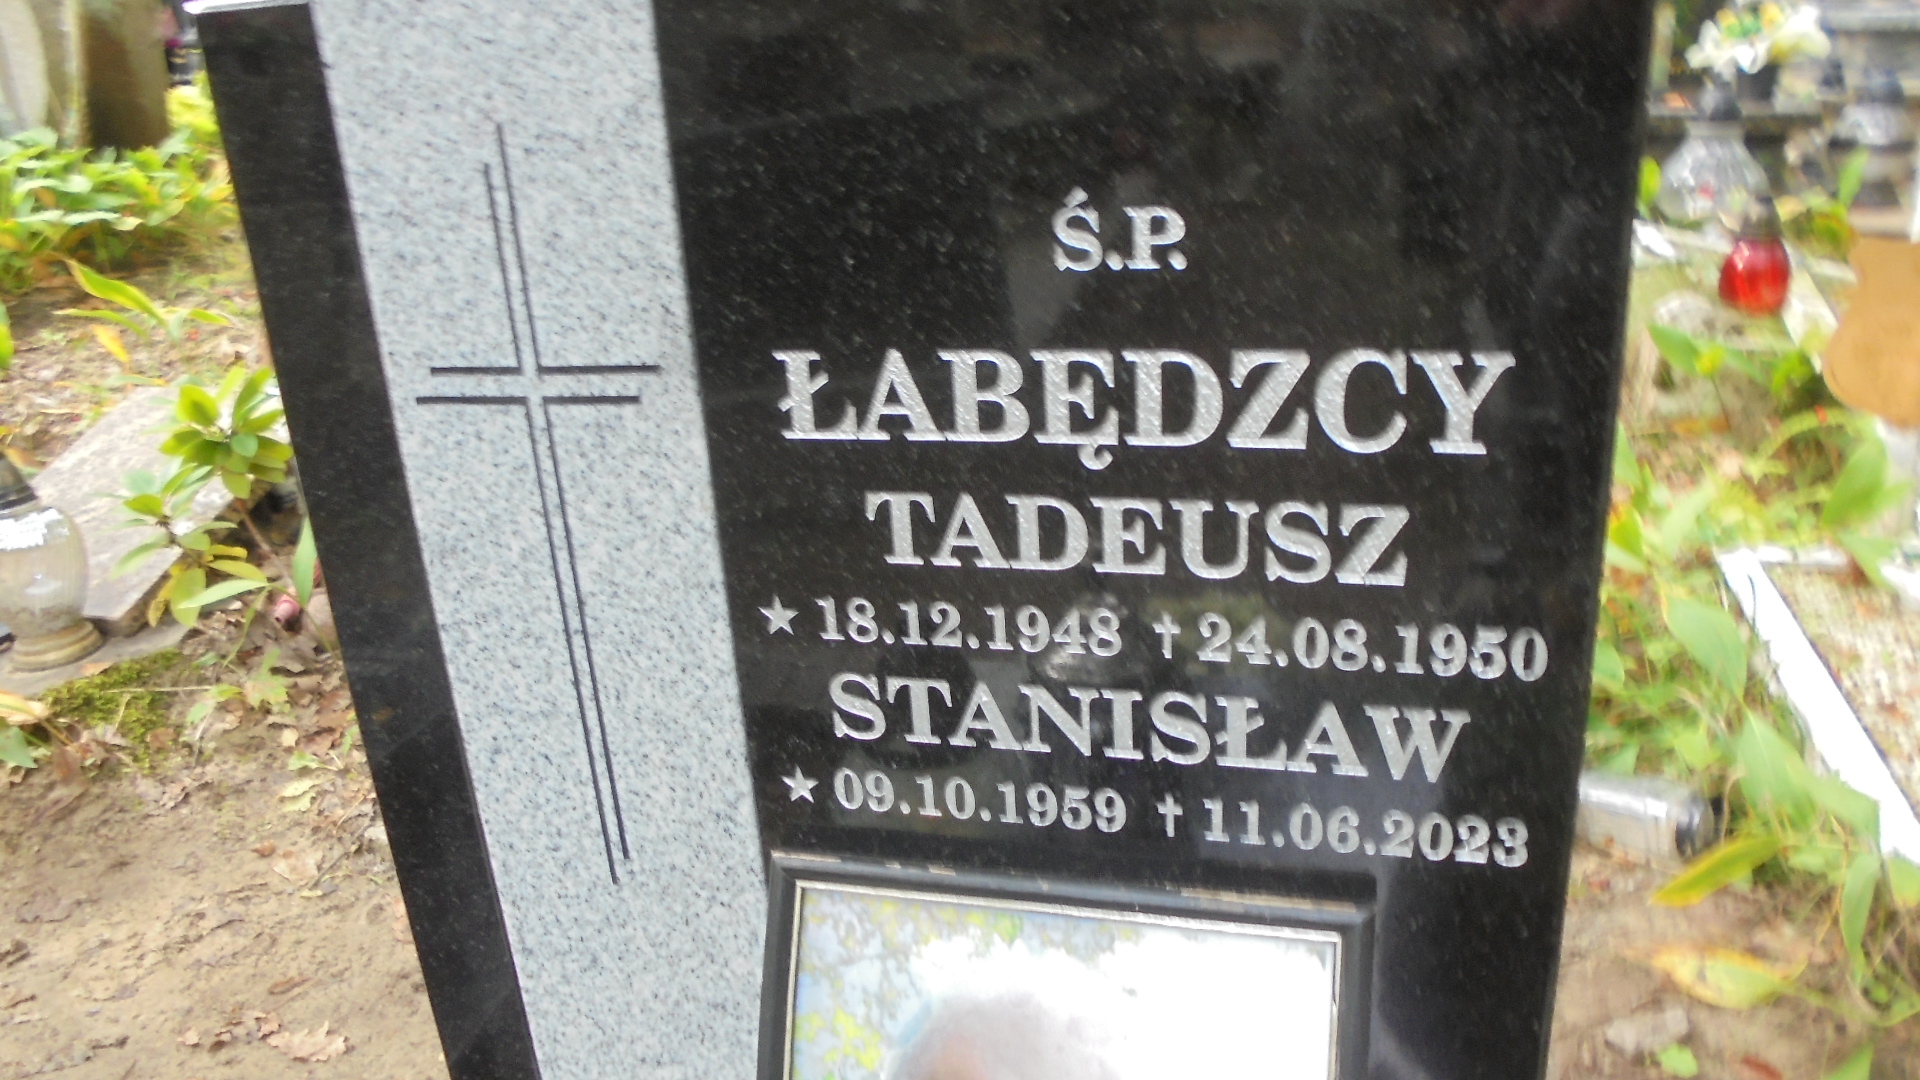 Ś.P.
ŁABĘDZCY
TADEUSZ
★ 18.12.1948 † 24.08.1950
STANISŁAW
★ 09.10.1959 † 11.06.2023